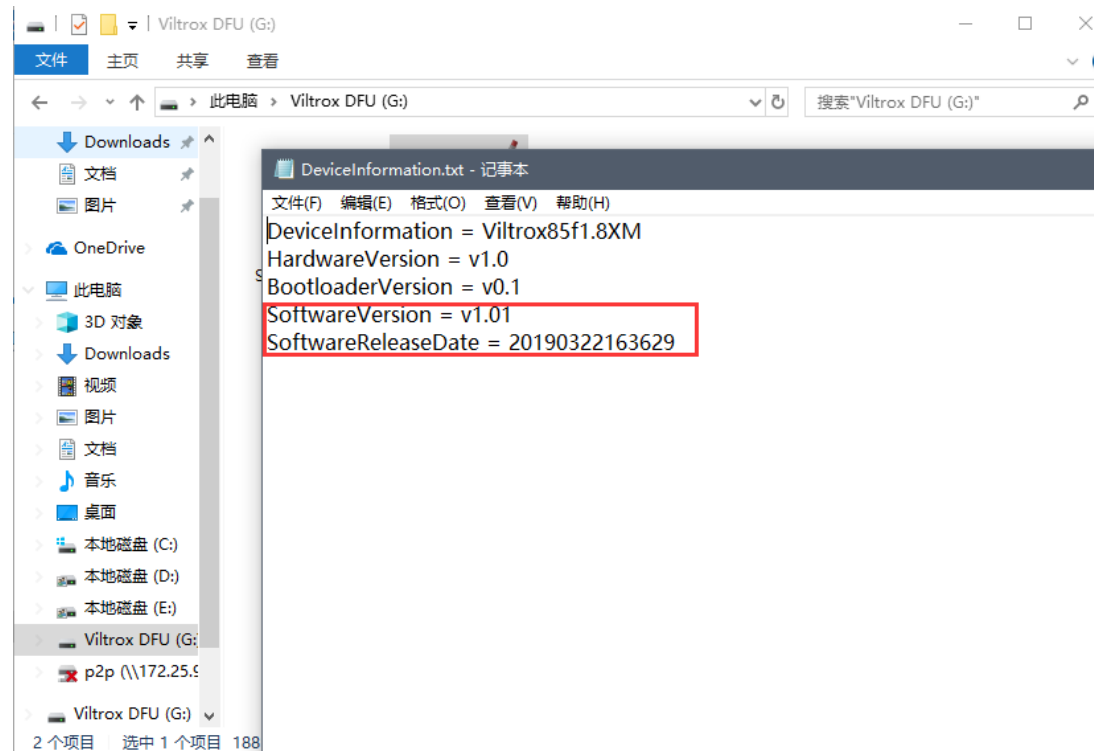 Viltrox DFU (G:)
文件 主页 共享 查看
此电脑 Viltrox DFU (G:)
搜索"Viltrox DFU (G:)"
Downloads
文档
图片
OneDrive
此电脑
3D 对象
Downloads
视频
图片
文档
音乐
桌面
本地磁盘 (C:)
本地磁盘 (D:)
本地磁盘 (E:)
Viltrox DFU (G:
p2p (\\172.25.9
Viltrox DFU (G:)
2 个项目 选中 1 个项目 188
DeviceInformation.txt - 记事本
文件(F) 编辑(E) 格式(O) 查看(V) 帮助(H)
DeviceInformation = Viltrox85f1.8XM
HardwareVersion = v1.0
BootloaderVersion = v0.1
SoftwareVersion = v1.01
SoftwareReleaseDate = 20190322163629